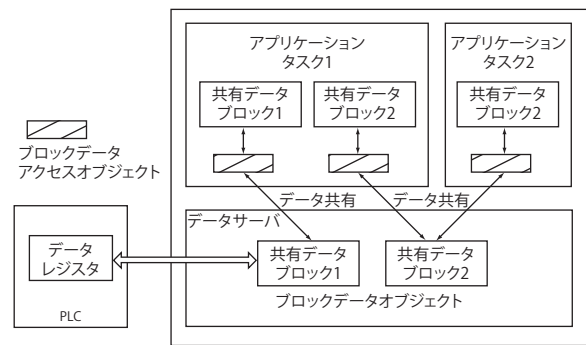 アプリケーション
タスク1
アプリケーション
タスク2
共有データ
ブロック1
共有データ
ブロック2
共有データ
ブロック2
ブロックデータ
アクセスオブジェクト
データ共有
データ共有
データサーバ
データ
レジスタ
PLC
共有データ
ブロック1
共有データ
ブロック2
ブロックデータオブジェクト